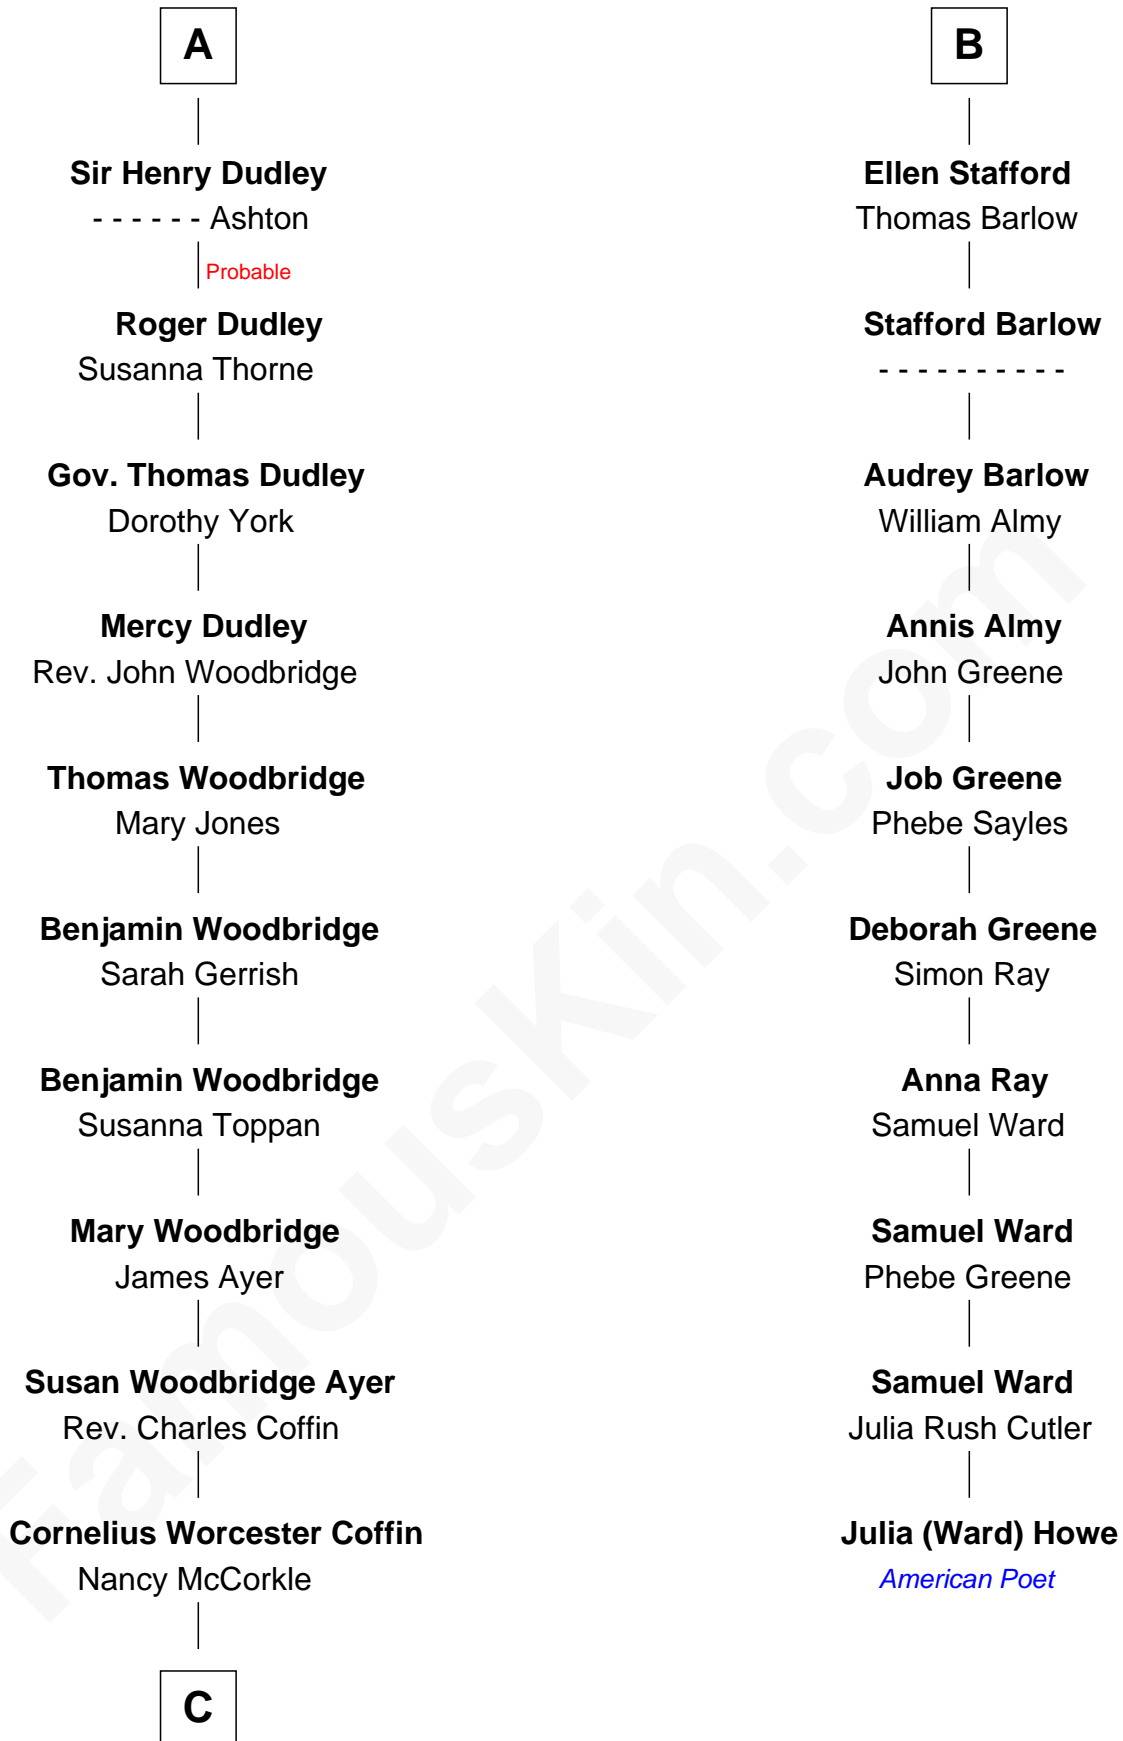 A
Sir Henry Dudley
- - - - - - Ashton
Probable
Roger Dudley
Susanna Thorne
Gov. Thomas Dudley
Dorothy York
Mercy Dudley
Rev. John Woodbridge
Thomas Woodbridge
Mary Jones
Benjamin Woodbridge
Sarah Gerrish
Benjamin Woodbridge
Susanna Toppan
Mary Woodbridge
James Ayer
Susan Woodbridge Ayer
Rev. Charles Coffin
Cornelius Worcester Coffin
Nancy McCorkle
C
B
Ellen Stafford
Thomas Barlow
Stafford Barlow
- - - - - - - - - -
Audrey Barlow
William Almy
Annis Almy
John Greene
Job Greene
Phebe Sayles
Deborah Greene
Simon Ray
Anna Ray
Samuel Ward
Samuel Ward
Phebe Greene
Samuel Ward
Julia Rush Cutler
Julia (Ward) Howe
American Poet
FamousKin.com